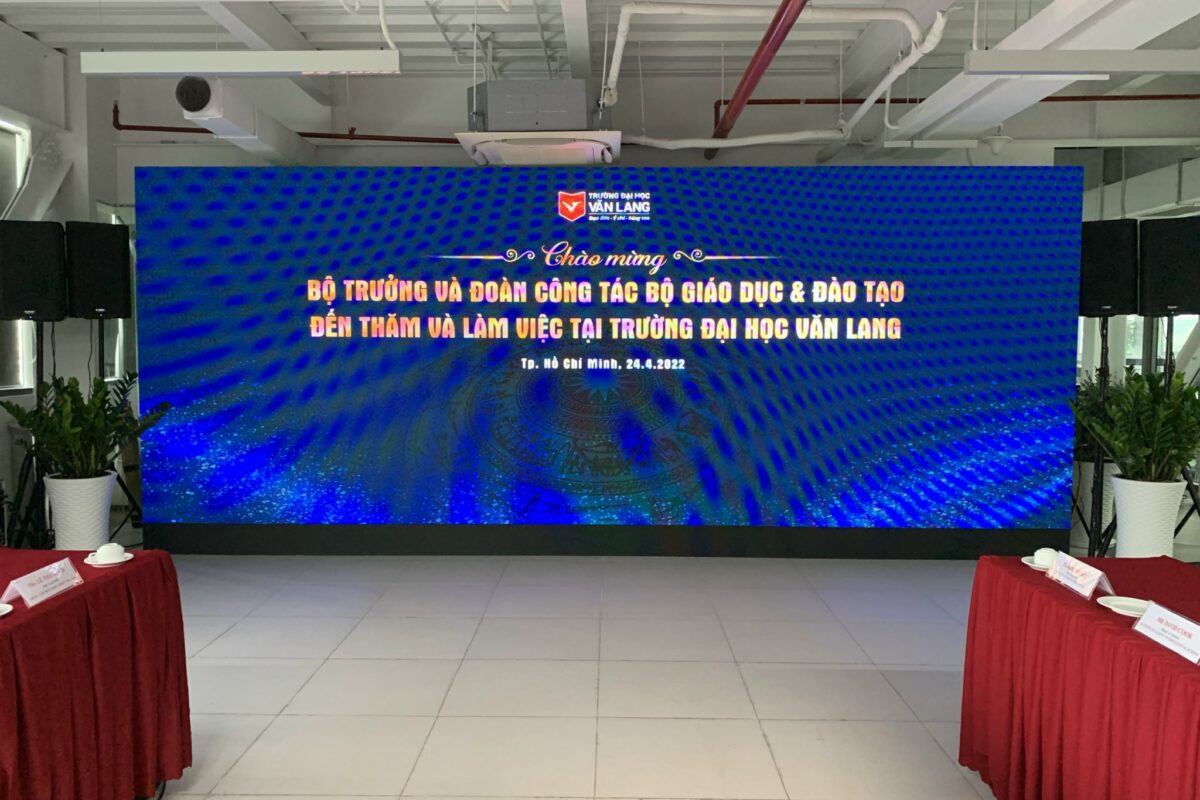 TRƯỜNG ĐẠI HỌC
VĂN LANG
Chào mừng
BỘ TRƯỞNG VÀ ĐOÀN CÔNG TÁC BỘ GIÁO DỤC & ĐÀO TẠO
ĐẾN THĂM VÀ LÀM VIỆC TẠI TRƯỜNG ĐẠI HỌC VĂN LANG
Tp. Hồ Chí Minh, 24.4.2022